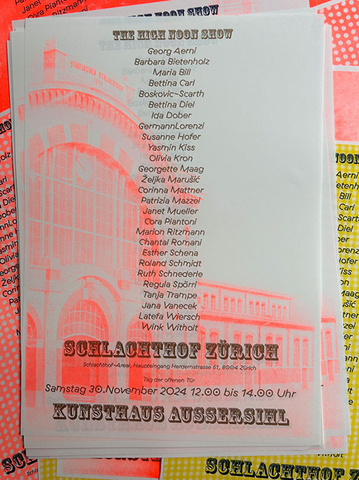 THE HIGH NOON SHOW
Georg Aerni
Barbara Bietenholz
Maria Bill
Bettina Carl
Boskovic-Scarth
Bettina Diel
Ida Dober
GermannLorenzi
Susanne Hofer
Yasmin Kiss
Olivia Kron
Georgette Maag
Željka Marušić
Corinna Mattner
Patrizia Mazzei
Janet Mueller
Cora Piantoni
Marion Ritzmann
Chantal Romani
Esther Schena
Roland Schmidt
Ruth Schnederle
Regula Spörri
Tanja Trampe
Jana Vanecek
Latefa Wiersch
Wink Witholt
SCHLACHTHOF ZÜRICH
Schlachthof-Areal, Haupteingang Herdernstrasse 61, 8004 Zürich
Tag der offenen Tür
Samstag 30.November 2024 12.00 bis 14.00 Uhr
KUNSTHAUS AUSSERSIHL
SCHLACHTHOF Z